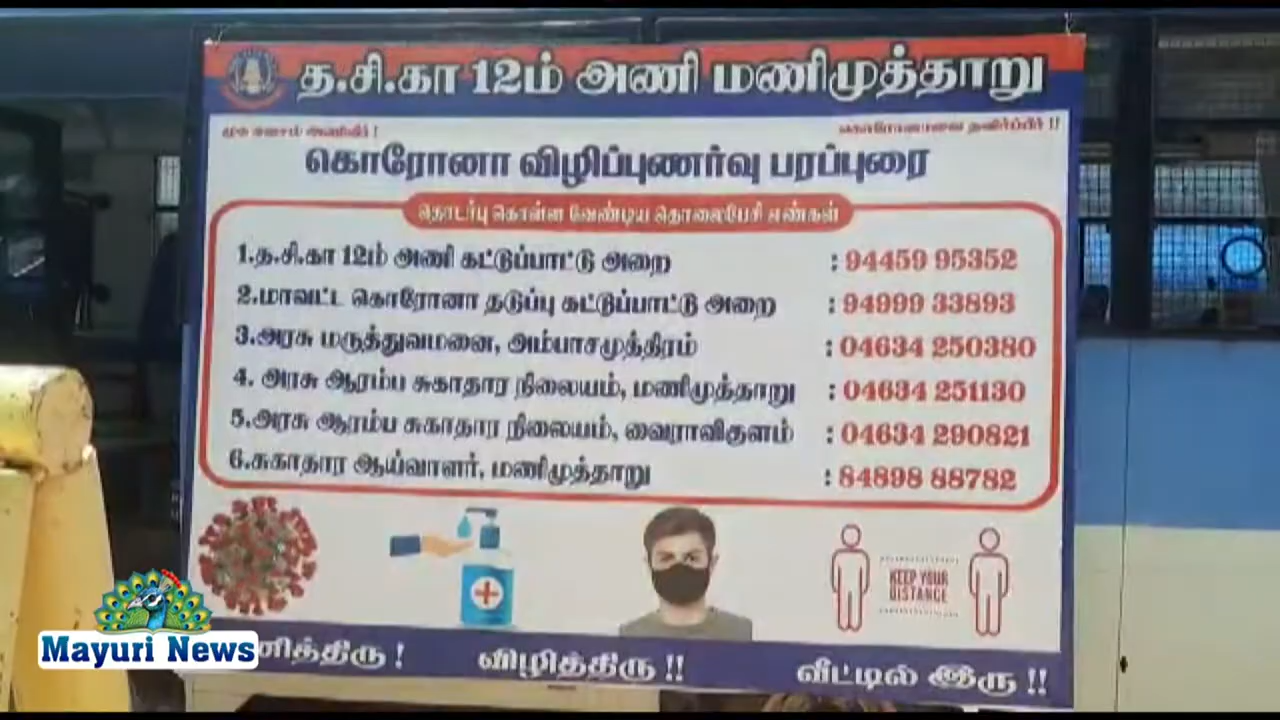 த.சி.கா 12ம் அணி மணிமுத்தாறு
முக கவசம் அணிவீர் !
கொரோனாவை தவிர்ப்பீர் !!
கொரோனா விழிப்புணர்வு பரப்புரை
தொடர்பு கொள்ள வேண்டிய தொலைபேசி எண்கள்
1.த.சி.கா 12ம் அணி கட்டுப்பாட்டு அறை : 94459 95352
2.மாவட்ட கொரோனா தடுப்பு கட்டுப்பாட்டு அறை : 94999 33893
3.அரசு மருத்துவமனை, அம்பாசமுத்திரம் : 04634 250380
4. அரசு ஆரம்ப சுகாதார நிலையம், மணிமுத்தாறு : 04634 251130
5.அரசு ஆரம்ப சுகாதார நிலையம், வைராவிகுளம் : 04634 290821
6.சுகாதார ஆய்வாளர், மணிமுத்தாறு : 84898 88782
KEEP YOUR
DISTANCE
னித்திரு ! விழித்திரு !! வீட்டில் இரு !!
Mayuri News